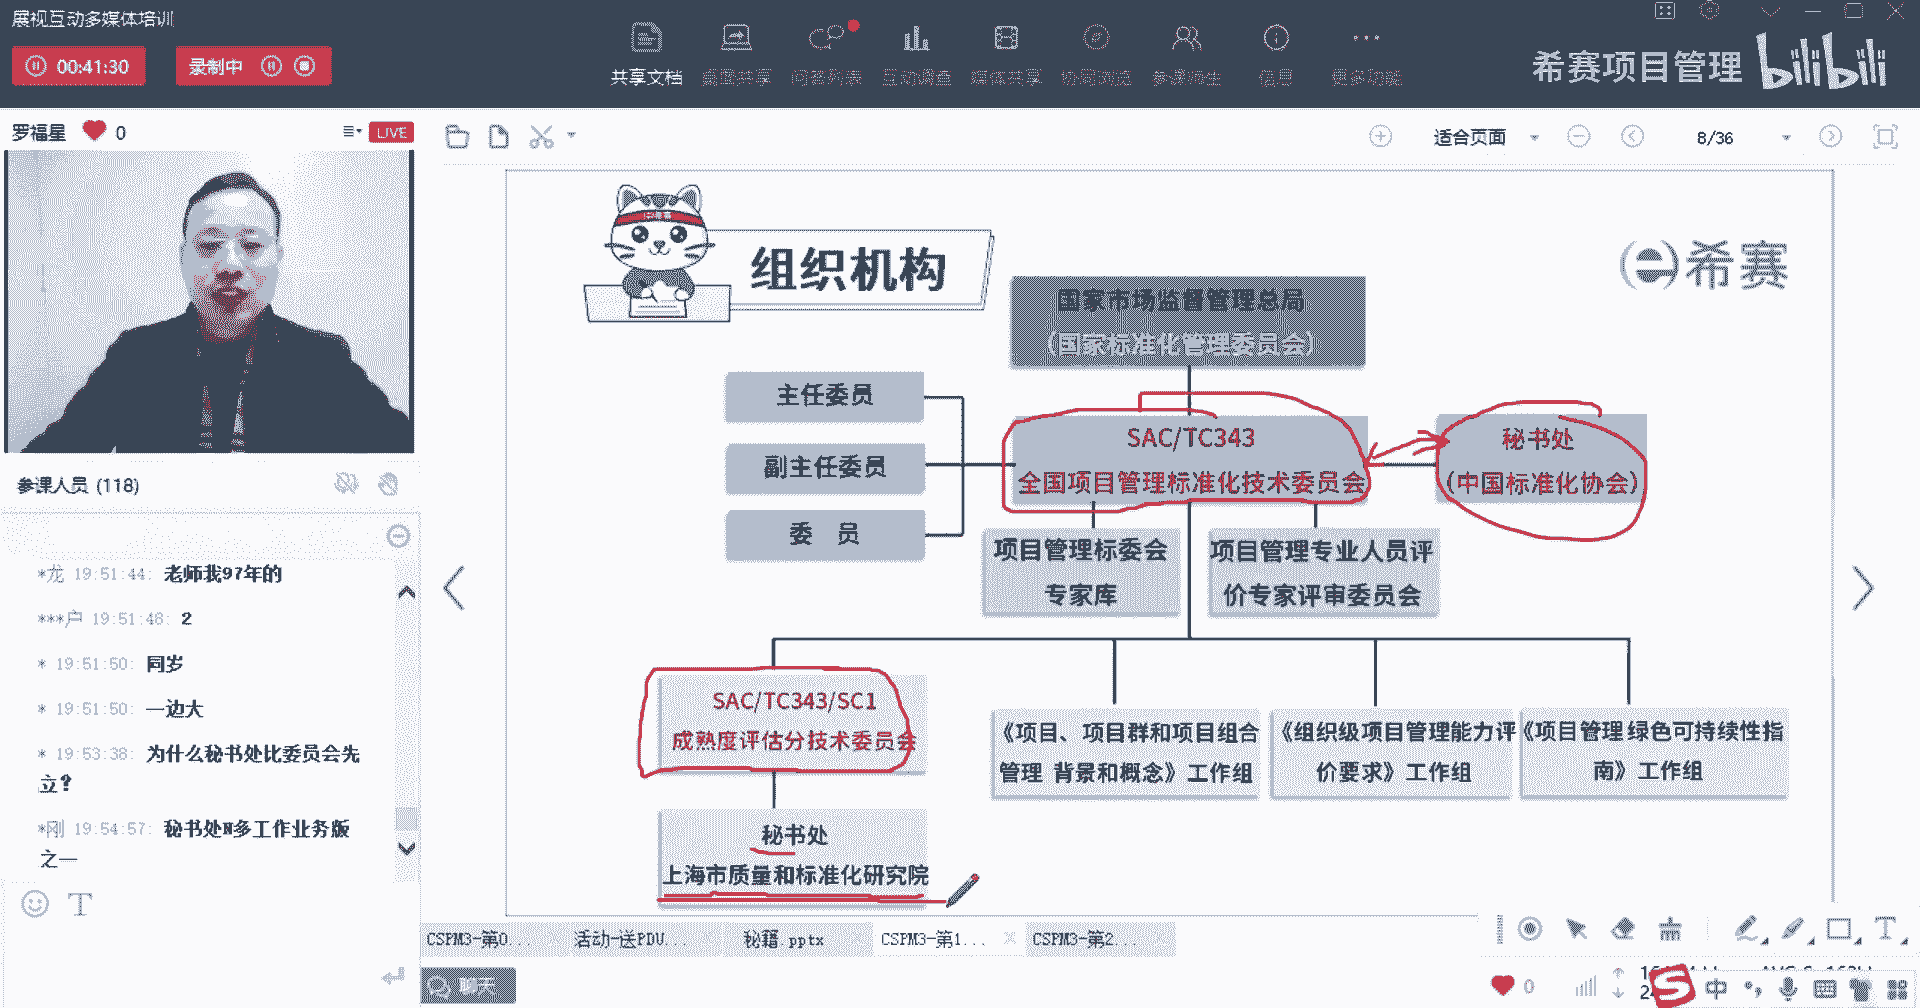 展视互动多媒体培训
00:41:30
录制中
共享文档
桌面共享
问答列表
互动调查
媒体共享
协同浏览
参课师生
信息
更多功能
希赛项目管理
bilibili
罗福星
0
LIVE
适合页面
8/36
组织机构
希赛
国家市场监督管理总局
(国家标准化管理委员会)
主任委员
副主任委员
委 员
SAC/TC343
全国项目管理标准化技术委员会
秘书处
(中国标准化协会)
项目管理标委会
专家库
项目管理专业人员评
价专家评审委员会
SAC/TC343/SC1
成熟度评估分技术委员会
《项目、项目群和项目组合
管理 背景和概念》工作组
《组织级项目管理能力评
价要求》工作组
《项目管理 绿色可持续性指
南》工作组
秘书处
上海市质量和标准化研究院
参课人员 (118)
*龙 19:51:44: 老师我97年的
***户 19:51:48: 2
* 19:51:50: 同岁
* 19:51:50: 一边大
* 19:53:38: 为什么秘书处比委员会先
立?
*刚 19:54:57: 秘书处N多工作业务版
之一
CSPM3-第0...
活动-送PDU...
秘籍.pptx
CSPM3-第1...
CSPM3-第2...
聊天
0
中